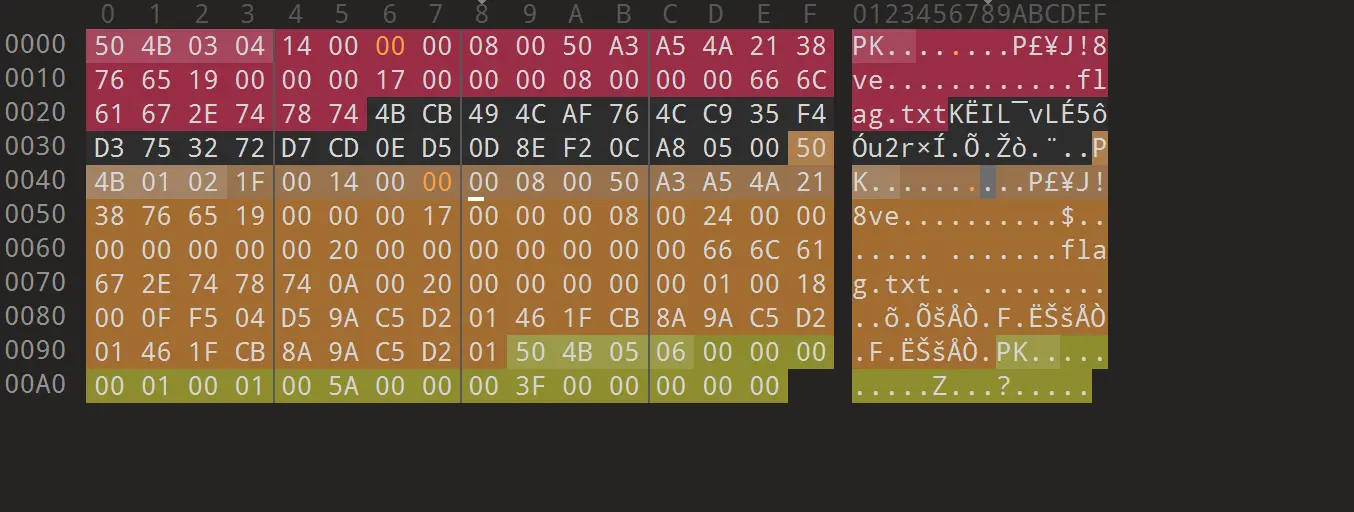 0 1 2 3 4 5 6 7 8 9 A B C D E F 0123456789ABCDEF
0000 50 4B 03 04 14 00 00 00 08 00 50 A3 A5 4A 21 38 PK........P£¥J!8
0010 76 65 19 00 00 00 17 00 00 00 08 00 00 00 66 6C ve............fl
0020 61 67 2E 74 78 74 4B CB 49 4C AF 76 4C C9 35 F4 ag.txtKËIL¯vLÉ5ô
0030 D3 75 32 72 D7 CD 0E D5 0D 8E F2 0C A8 05 00 50 Óu2r×Í.Õ.Žò.¨..P
0040 4B 01 02 1F 00 14 00 00 00 08 00 50 A3 A5 4A 21 K..........P£¥J!
0050 38 76 65 19 00 00 00 17 00 00 00 08 00 24 00 00 8ve..........$..
0060 00 00 00 00 00 20 00 00 00 00 00 00 00 66 6C 61 ..... .......fla
0070 67 2E 74 78 74 0A 00 20 00 00 00 00 00 01 00 18 g.txt.. ........
0080 00 0F F5 04 D5 9A C5 D2 01 46 1F CB 8A 9A C5 D2 ..õ.ÕšÅÒ.F.ËŠšÅÒ
0090 01 46 1F CB 8A 9A C5 D2 01 50 4B 05 06 00 00 00 .F.ËŠšÅÒ.PK.....
00A0 00 01 00 01 00 5A 00 00 00 3F 00 00 00 00 00 .....Z...?.....